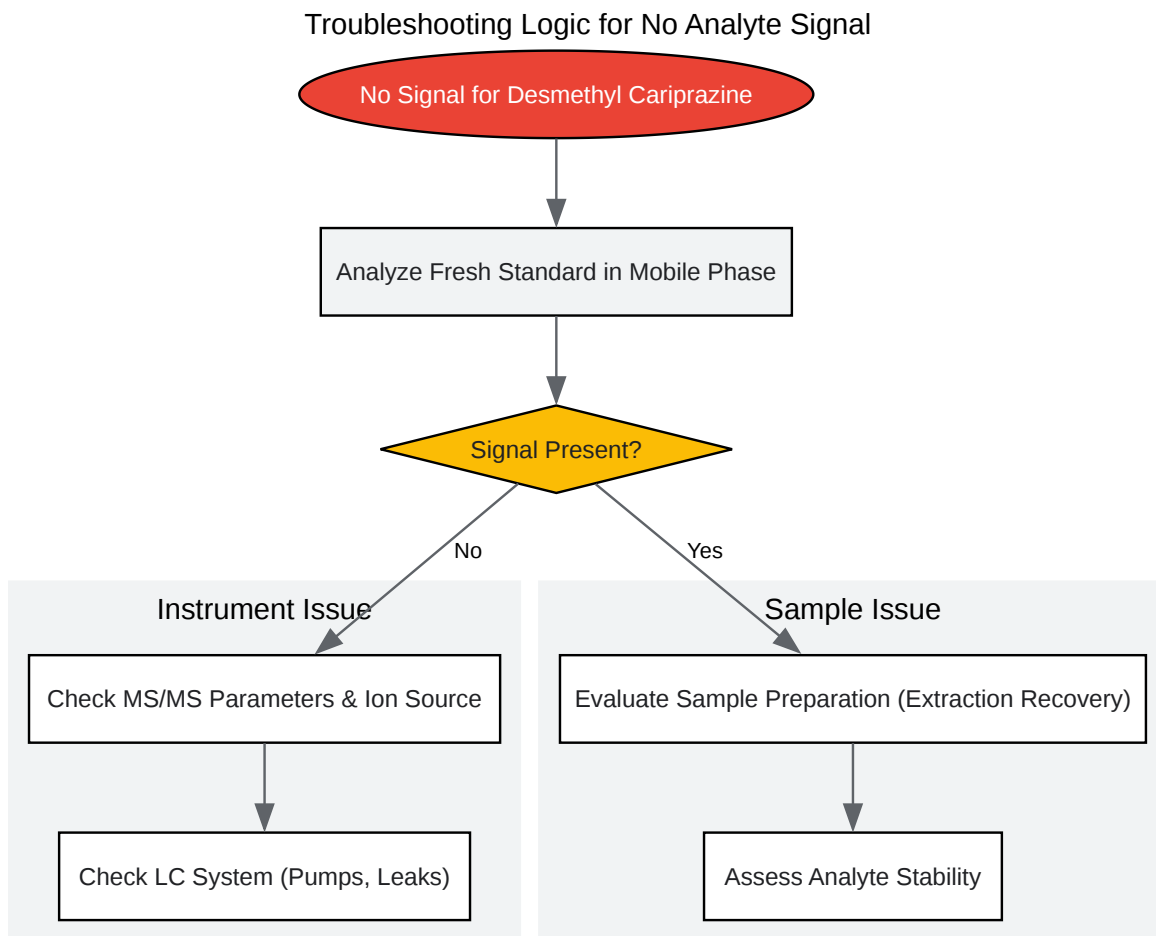 Troubleshooting Logic for No Analyte Signal
No Signal for Desmethyl Cariprazine
Analyze Fresh Standard in Mobile Phase
Signal Present?
No
Yes
Instrument Issue
Sample Issue
Check MS/MS Parameters & Ion Source
Evaluate Sample Preparation (Extraction Recovery)
Check LC System (Pumps, Leaks)
Assess Analyte Stability